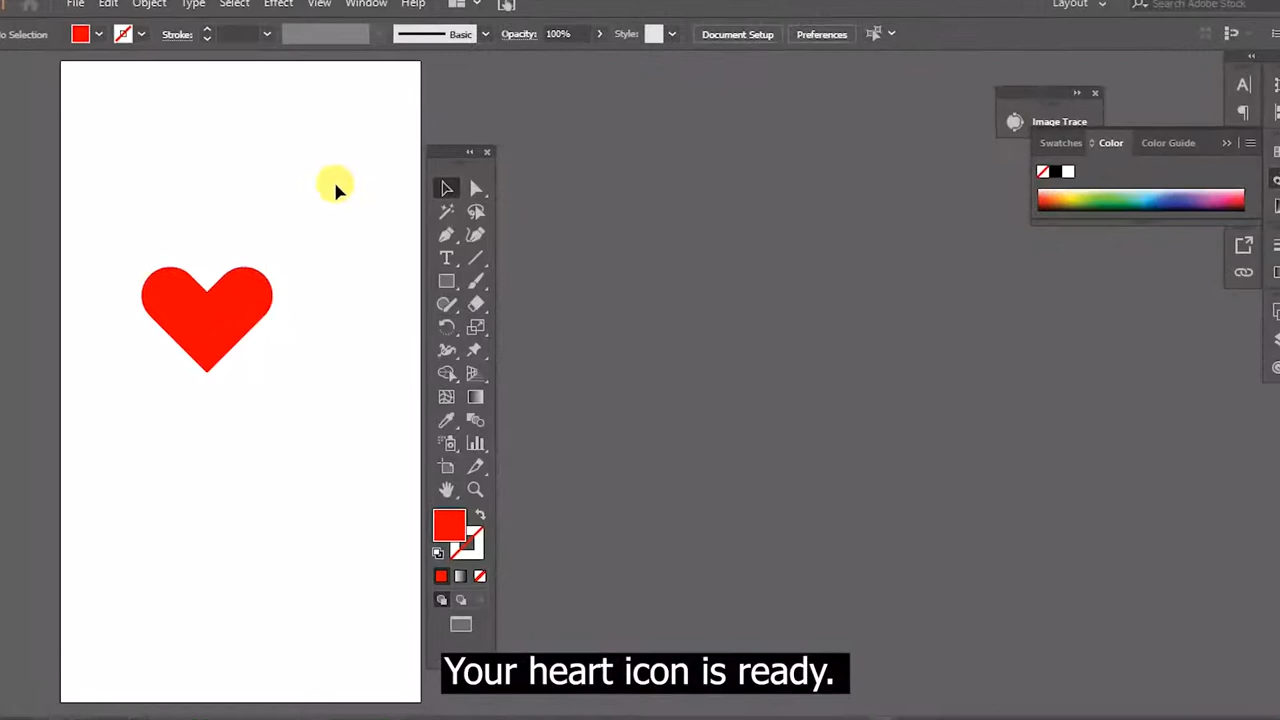 File Edit Object Type Select Effect View Window Help Layout Search Adobe Stock
No Selection Stroke: Basic Opacity: 100% Style: Document Setup Preferences
Image Trace
Swatches Color Color Guide
Your heart icon is ready.